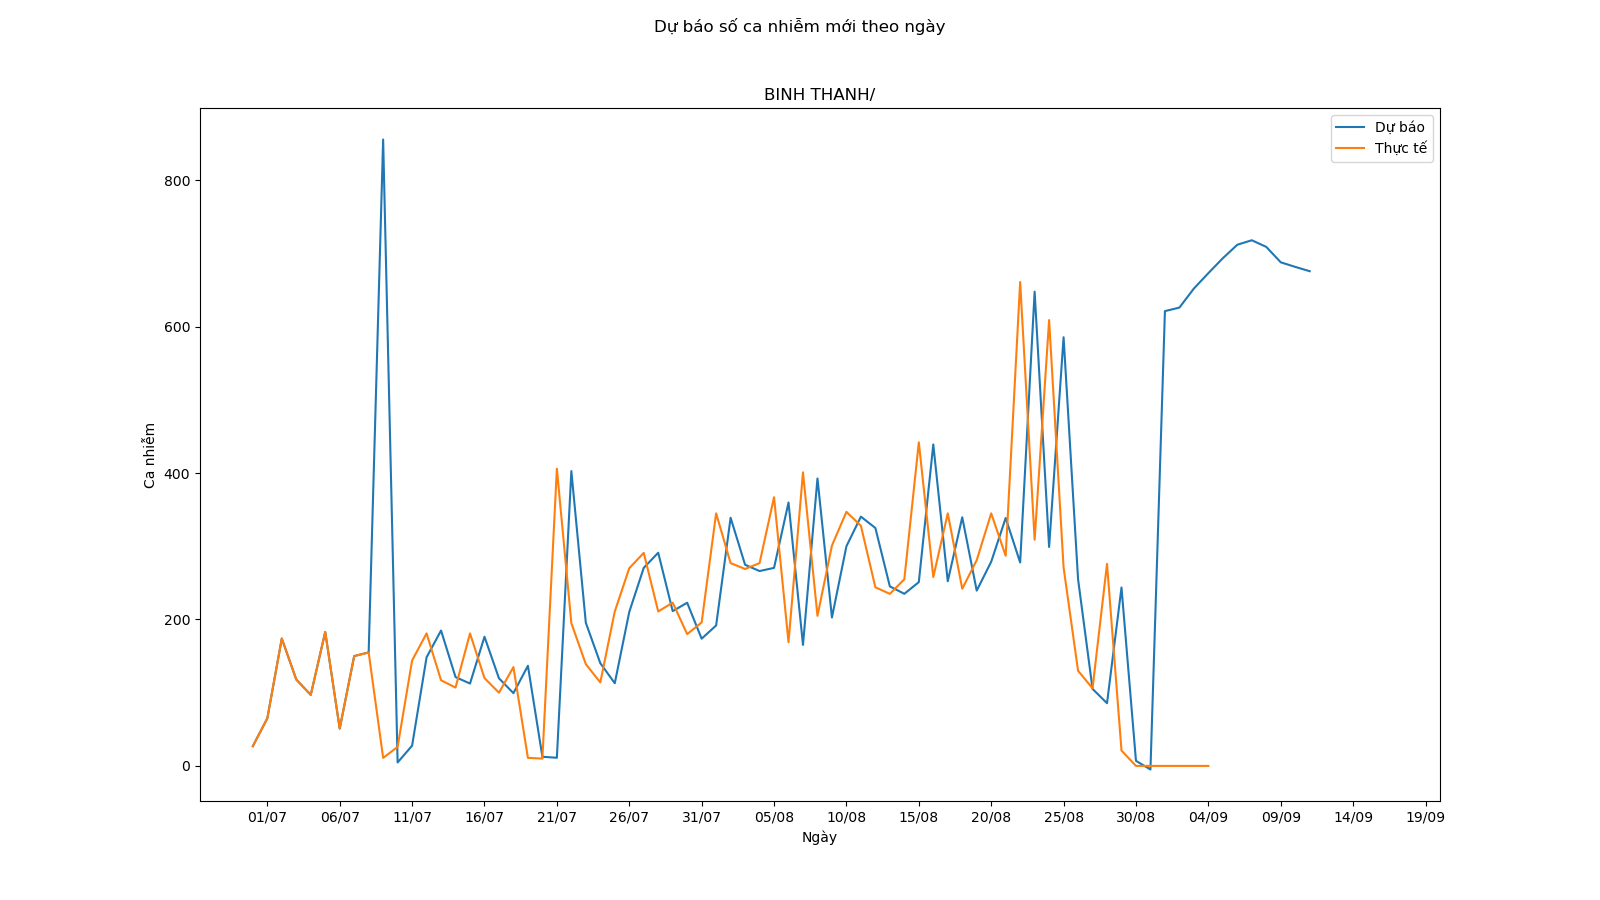 Dự báo số ca nhiễm mới theo ngày
BINH THANH/
Dự báo
Thực tế
800
600
400
200
0
Ca nhiễm
01/07 06/07 11/07 16/07 21/07 26/07 31/07 05/08 10/08 15/08 20/08 25/08 30/08 04/09 09/09 14/09 19/09
Ngày